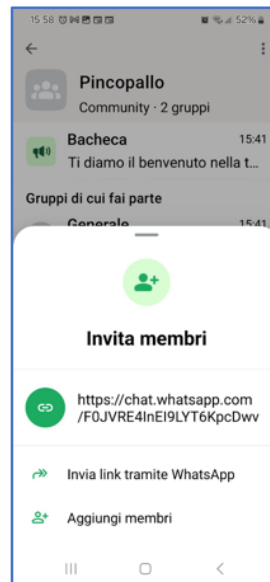 15 58
52%
Pincopallo
Community · 2 gruppi
Bacheca 15:41
Ti diamo il benvenuto nella t...
Gruppi di cui fai parte
Generale 15:41
Invita membri
https://chat.whatsapp.com
/F0JVRE4InEI9LYT6KpcDwv
Invia link tramite WhatsApp
Aggiungi membri